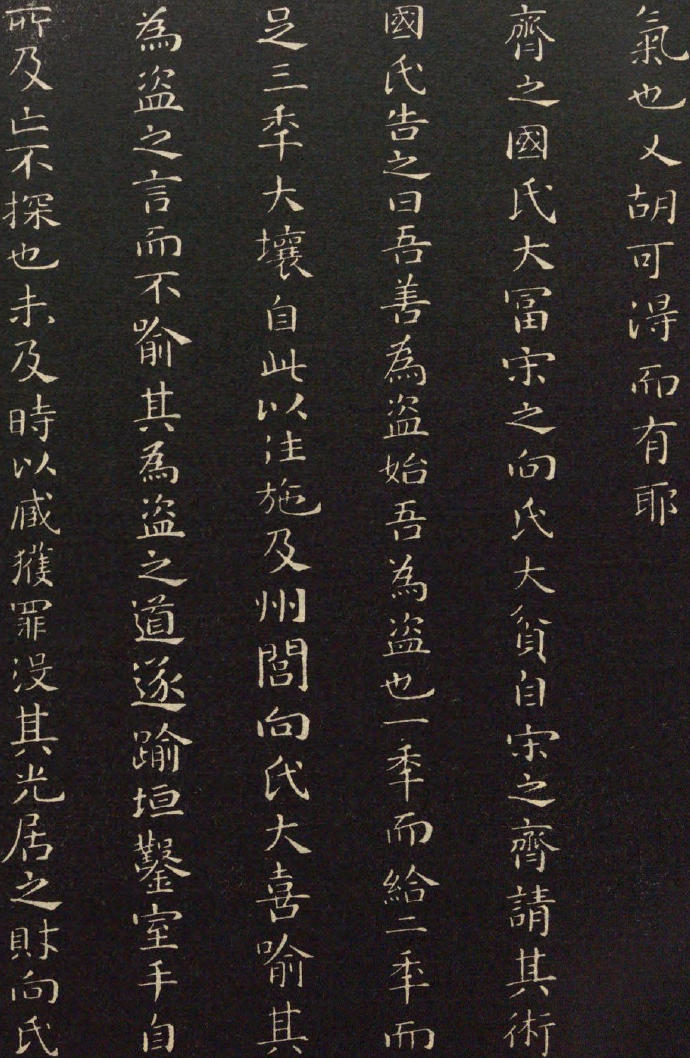 氣也又胡可得而有耶
齊之國氏大冨宋之向氏大貧自宋之齊請其術
國氏告之曰吾善為盜始吾為盜也一年而給二年而
足三年大壤自此以往施及州閭向氏大喜喻其
為盜之言而不喻其為盜之道遂踰垣鑿室手自
所及亡不探也未及時以臧獲罪沒其先居之財向氏